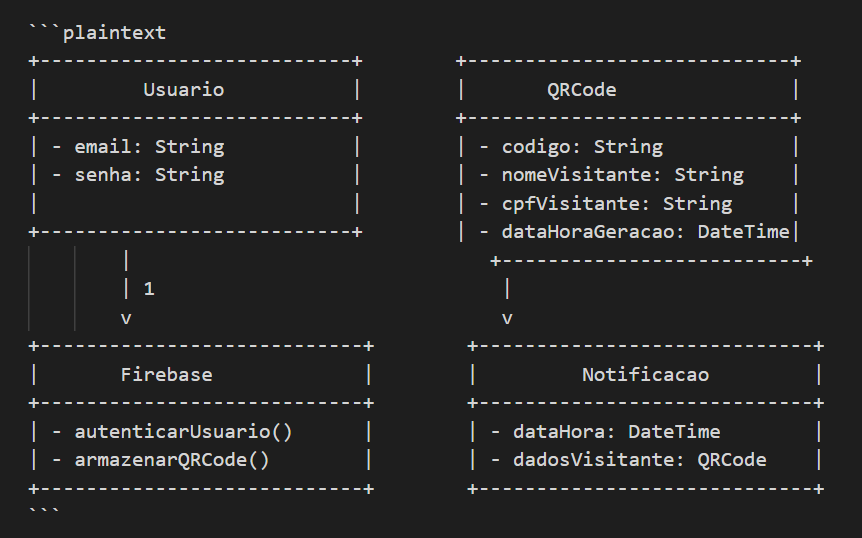 ```plaintext
+---------------------------+        +----------------------------+
|         Usuario           |        |       QRCode               |
+---------------------------+        +----------------------------+
| - email: String           |        | - codigo: String           |
| - senha: String           |        | - nomeVisitante: String    |
|                           |        | - cpfVisitante: String     |
+---------------------------+        | - dataHoraGeracao: DateTime|
        |                               +--------------------------+
        | 1                              |
        v                                v
+----------------------------+        +-----------------------------+
|       Firebase             |        |         Notificacao         |
+----------------------------+        +-----------------------------+
| - autenticarUsuario()      |        | - dataHora: DateTime        |
| - armazenarQRCode()        |        | - dadosVisitante: QRCode    |
+----------------------------+        +-----------------------------+
```